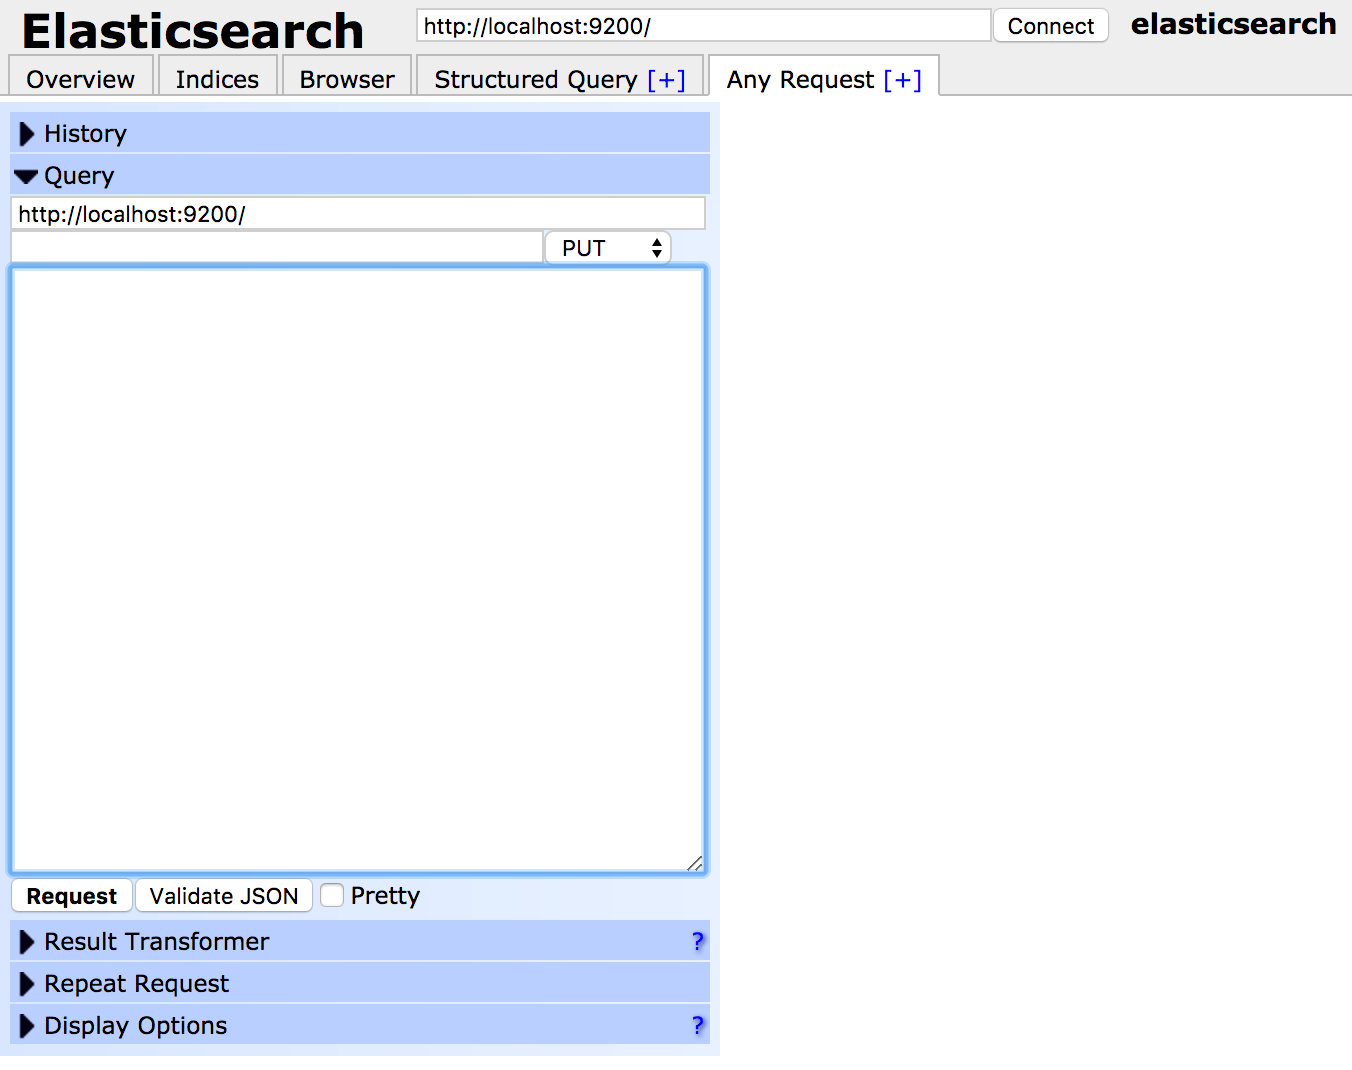 Elasticsearch http://localhost:9200/ Connect elasticsearch
Overview Indices Browser Structured Query [+] Any Request [+]
History
Query
http://localhost:9200/
PUT
Request Validate JSON Pretty
Result Transformer ?
Repeat Request
Display Options ?